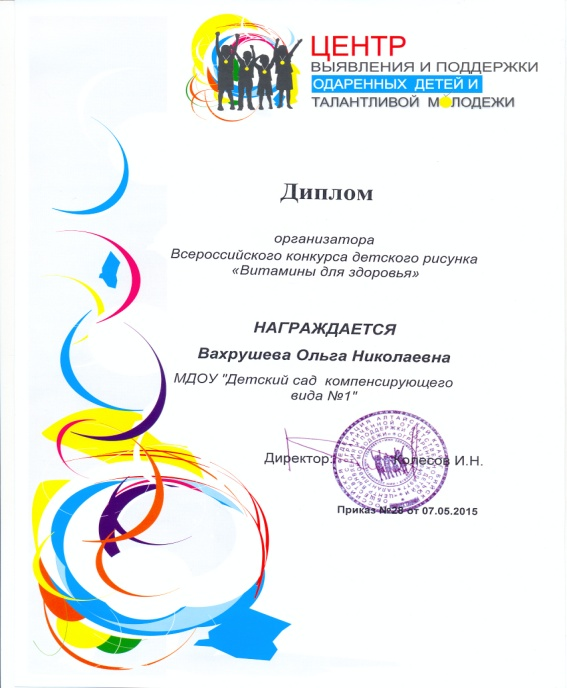 ЦЕНТР
ВЫЯВЛЕНИЯ И ПОДДЕРЖКИ
ОДАРЕННЫХ ДЕТЕЙ И
ТАЛАНТЛИВОЙ МОЛОДЕЖИ
Диплом
организатора
Всероссийского конкурса детского рисунка
«Витамины для здоровья»
НАГРАЖДАЕТСЯ
Вахрушева Ольга Николаевна
МДОУ "Детский сад компенсирующего
вида №1"
Директор: Колесов И.Н.
Приказ №28 от 07.05.2015